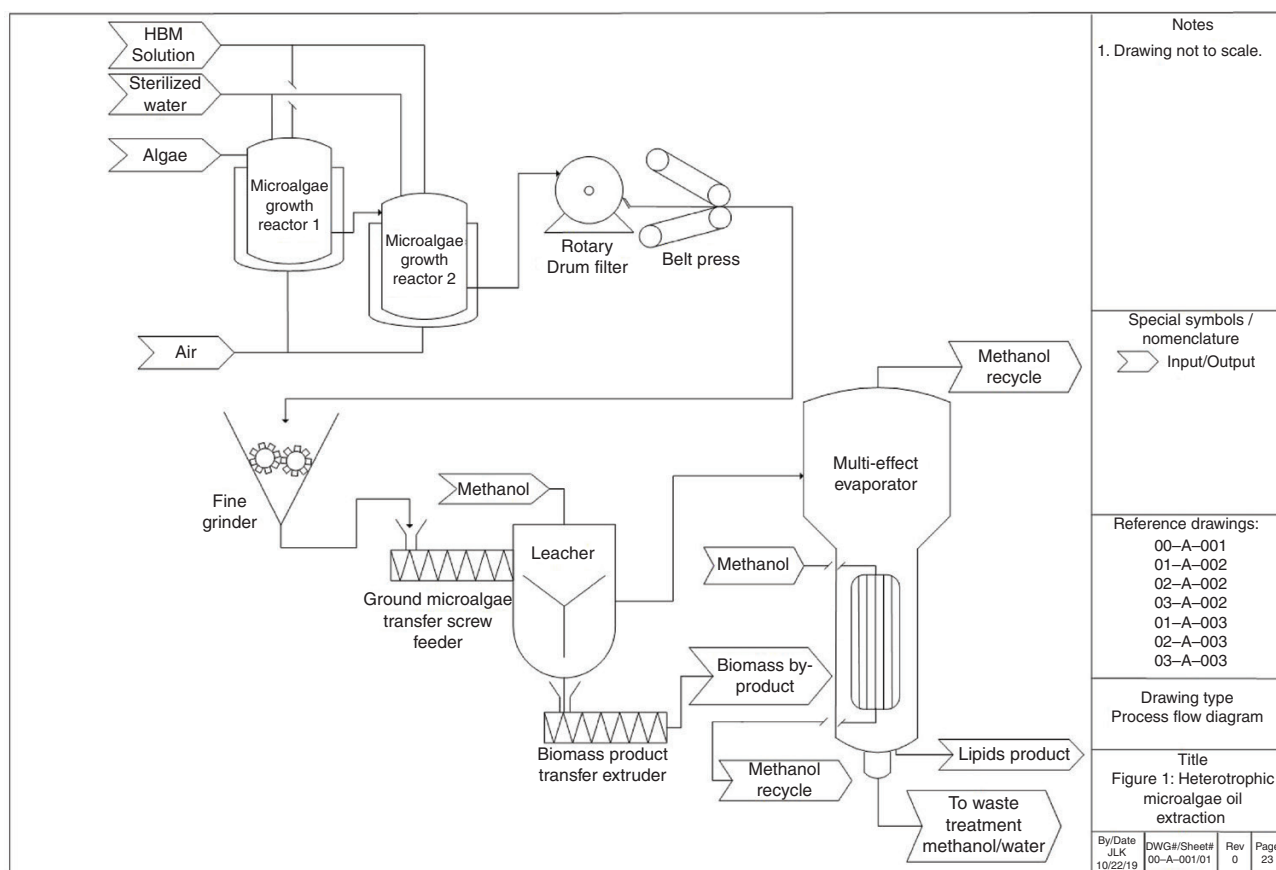 HBM
Solution
Sterilized
water
Algae
Microalgae
growth
reactor 1
Microalgae
growth
reactor 2
Air
Rotary
Drum filter
Belt press
Fine
grinder
Methanol
Leacher
Ground microalgae
transfer screw
feeder
Biomass by-
product
Biomass product
transfer extruder
Methanol
recycle
Multi-effect
evaporator
Methanol
Methanol
recycle
Lipids product
To waste
treatment
methanol/water
Notes
1. Drawing not to scale.
Special symbols /
nomenclature
Input/Output
Reference drawings:
00–A–001
01–A–002
02–A–002
03–A–002
01–A–003
02–A–003
03–A–003
Drawing type
Process flow diagram
Title
Figure 1: Heterotrophic
microalgae oil
extraction
By/Date
JLK
10/22/19
DWG#/Sheet#
00–A–001/01
Rev
0
Page
23